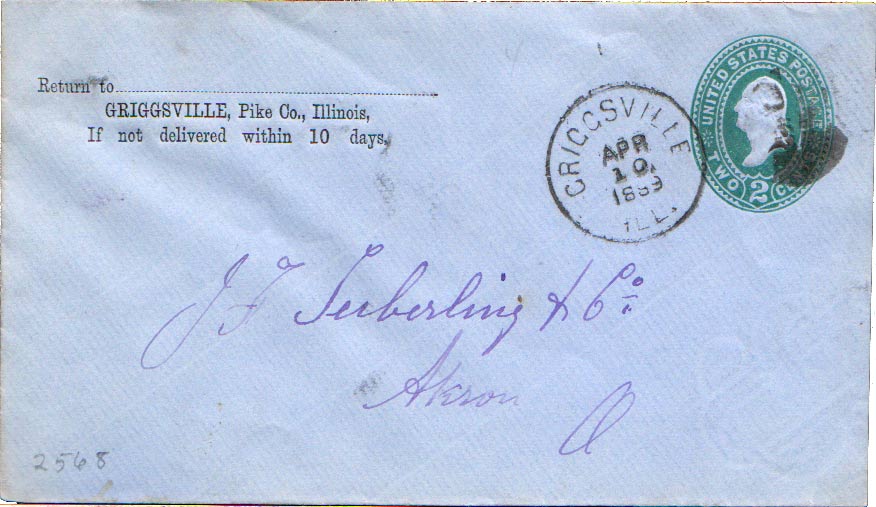 Return to
GRIGGSVILLE, Pike Co., Illinois,
If not delivered within 10 days.
GRIGGSVILLE
APR
10
1889
ILL.
UNITED STATES POSTAGE
TWO 2
J F Seiberling & Co.
Akron
O
2568